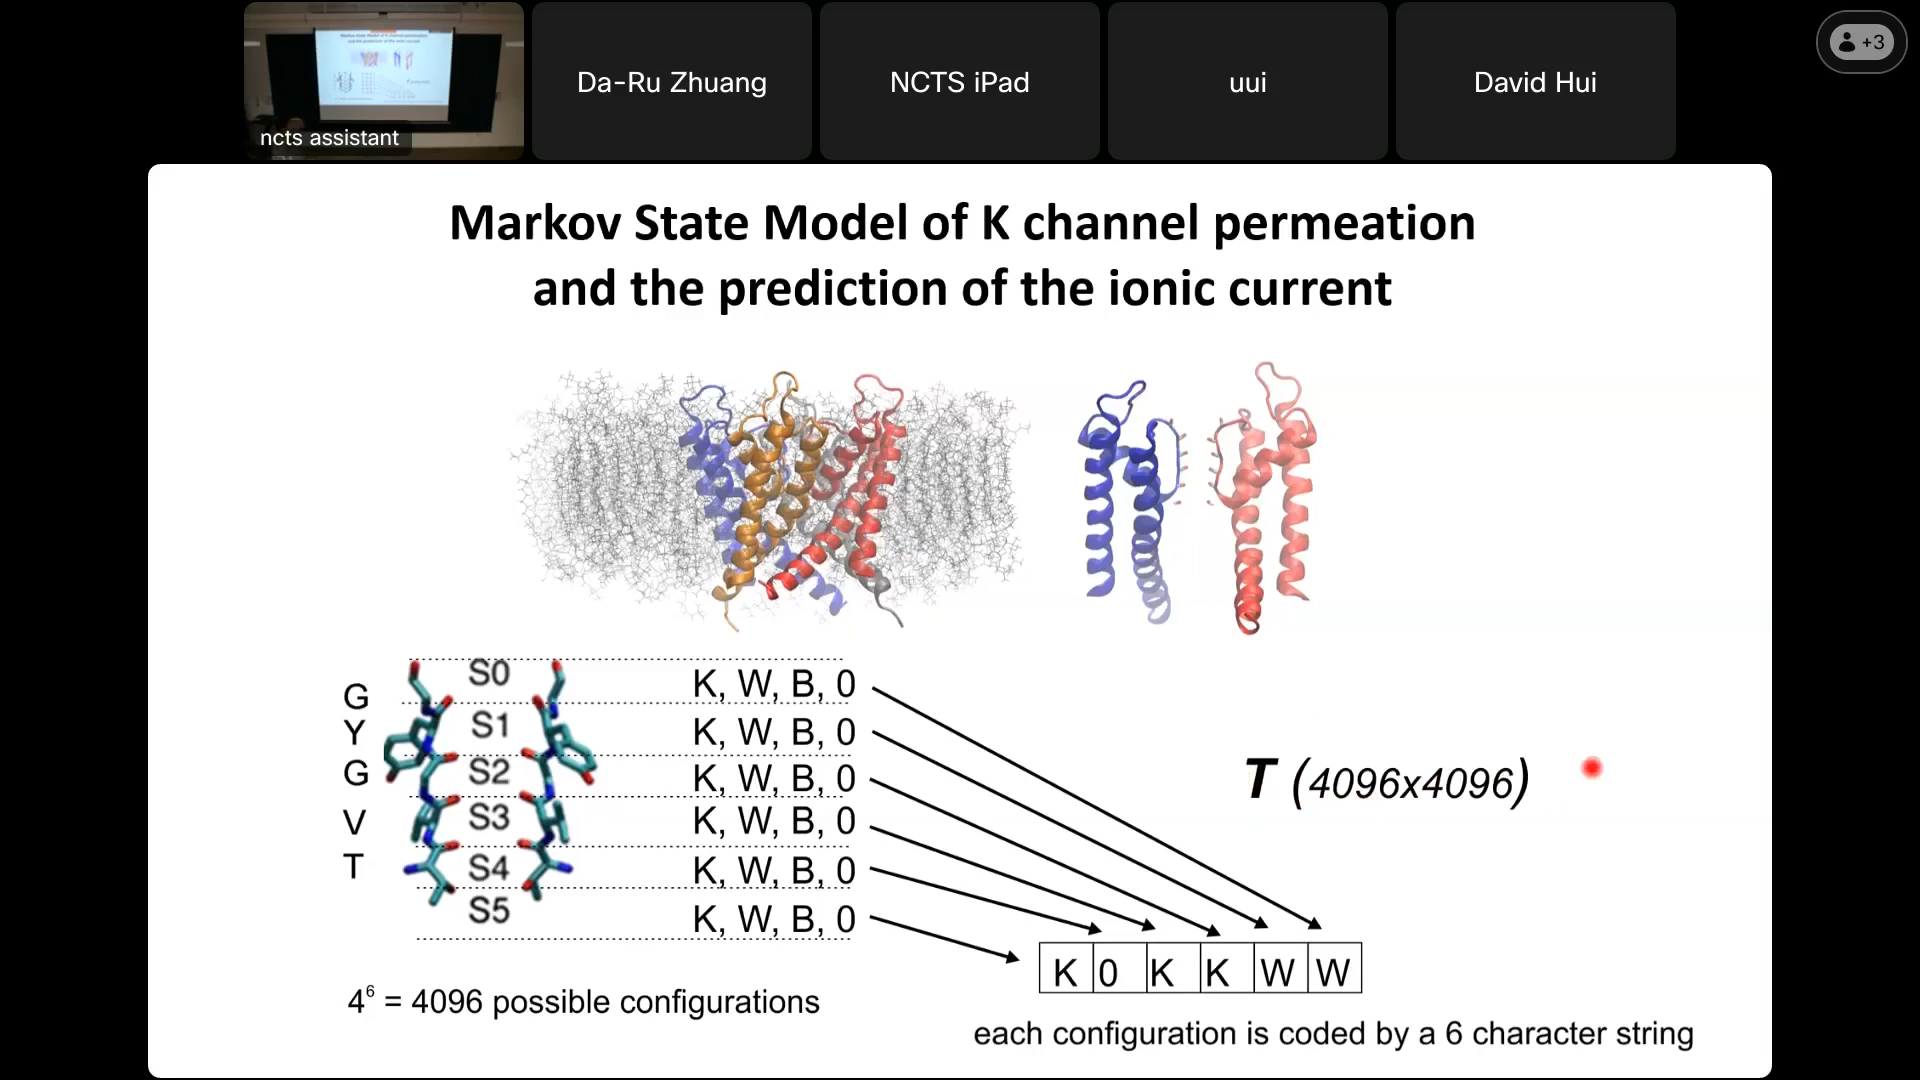 ncts assistant
Da-Ru Zhuang
NCTS iPad
uui
David Hui
+3
Markov State Model of K channel permeation
and the prediction of the ionic current
G
Y
G
V
T
S0
S1
S2
S3
S4
S5
K, W, B, 0
K, W, B, 0
K, W, B, 0
K, W, B, 0
K, W, B, 0
K, W, B, 0
T (4096x4096)
K 0 K K W W
4⁶ = 4096 possible configurations
each configuration is coded by a 6 character string